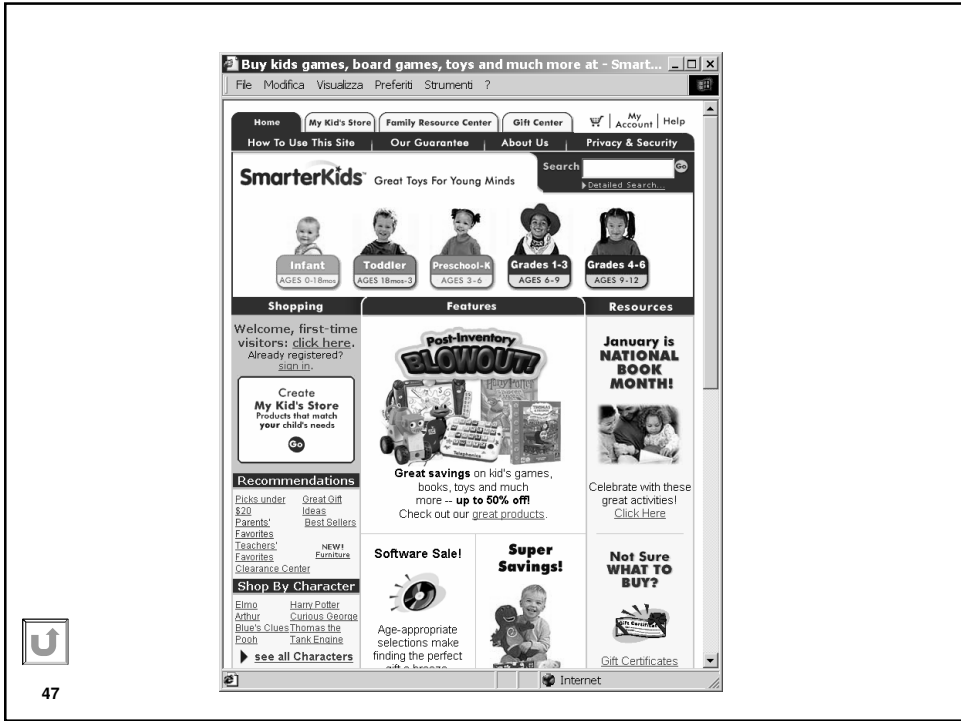 Buy kids games, board games, toys and much more at - Smart...
File Modifica Visualizza Preferiti Strumenti ?
Home My Kid's Store Family Resource Center Gift Center My Account Help
How To Use This Site Our Guarantee About Us Privacy & Security
SmarterKids™ Great Toys For Young Minds
Search Go
Detailed Search...
Infant Toddler Preschool-K Grades 1-3 Grades 4-6
AGES 0-18mos AGES 18mos-3 AGES 3-6 AGES 6-9 AGES 9-12
Shopping
Welcome, first-time
visitors: click here.
Already registered?
sign in.
Create
My Kid's Store
Products that match
your child's needs
Go
Recommendations
Picks under
$20
Parents'
Favorites
Teachers'
Favorites
Clearance Center
Great Gift
Ideas
Best Sellers
NEW!
Furniture
Shop By Character
Elmo
Arthur
Blue's Clues
Pooh
Harry Potter
Curious George
Thomas the
Tank Engine
see all Characters
Features
Post-Inventory
BLOWOUT!
Harry Potter
THOMAS
Telephonics
Great savings on kid's games,
books, toys and much
more -- up to 50% off!
Check out our great products.
Software Sale!
Age-appropriate
selections make
finding the perfect
gift a breeze
Super
Savings!
Resources
January is
NATIONAL
BOOK
MONTH!
Celebrate with these
great activities!
Click Here
Not Sure
WHAT TO
BUY?
Gift Certificate
Gift Certificates
Internet
47